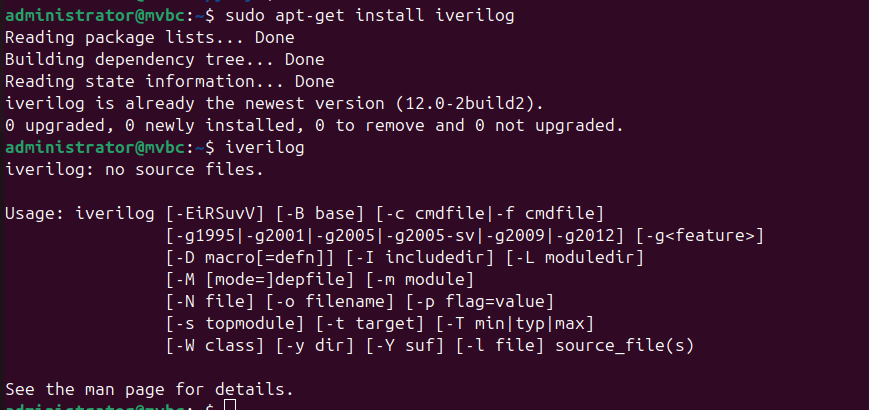 administrator@mvbc:~$ sudo apt-get install iverilog
Reading package lists... Done
Building dependency tree... Done
Reading state information... Done
iverilog is already the newest version (12.0-2build2).
0 upgraded, 0 newly installed, 0 to remove and 0 not upgraded.
administrator@mvbc:~$ iverilog
iverilog: no source files.

Usage: iverilog [-EiRSuvV] [-B base] [-c cmdfile|-f cmdfile]
                [-g1995|-g2001|-g2005|-g2005-sv|-g2009|-g2012] [-g<feature>]
                [-D macro[=defn]] [-I includedir] [-L moduledir]
                [-M [mode=]depfile] [-m module]
                [-N file] [-o filename] [-p flag=value]
                [-s topmodule] [-t target] [-T min|typ|max]
                [-W class] [-y dir] [-Y suf] [-l file] source_file(s)

See the man page for details.
administrator@mvbc:~$